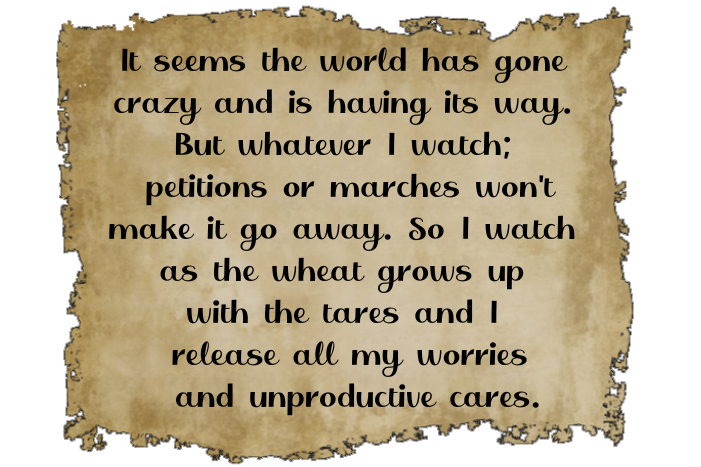 It seems the world has gone
crazy and is having its way.
But whatever I watch;
petitions or marches won't
make it go away. So I watch
as the wheat grows up
with the tares and I
release all my worries
and unproductive cares.